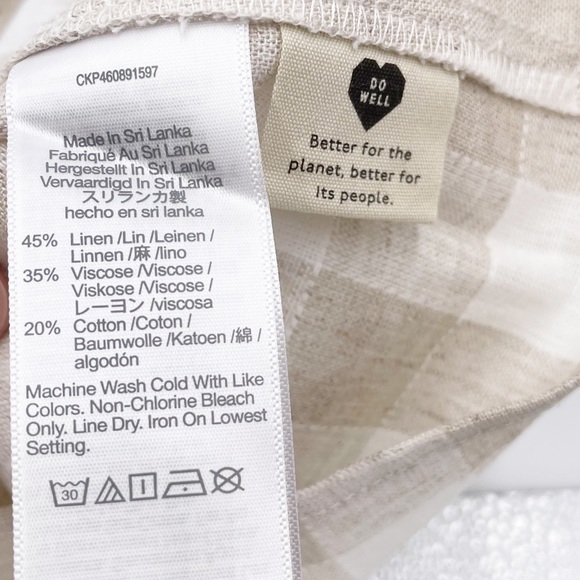 CKP460891597
Made In Sri Lanka
Fabriqué Au Sri Lanka
Hergestellt In Sri Lanka
Vervaardigd In Sri Lanka
スリランカ製
hecho en sri lanka
45% Linen /Lin /Leinen /
Linnen /麻 /lino
35% Viscose /Viscose /
Viskose /Viscose /
レーヨン /viscosa
20% Cotton /Coton /
Baumwolle /Katoen /綿 /
algodón
Machine Wash Cold With Like
Colors. Non-Chlorine Bleach
Only. Line Dry. Iron On Lowest
Setting.
30
DO
WELL
Better for the
planet, better for
its people.